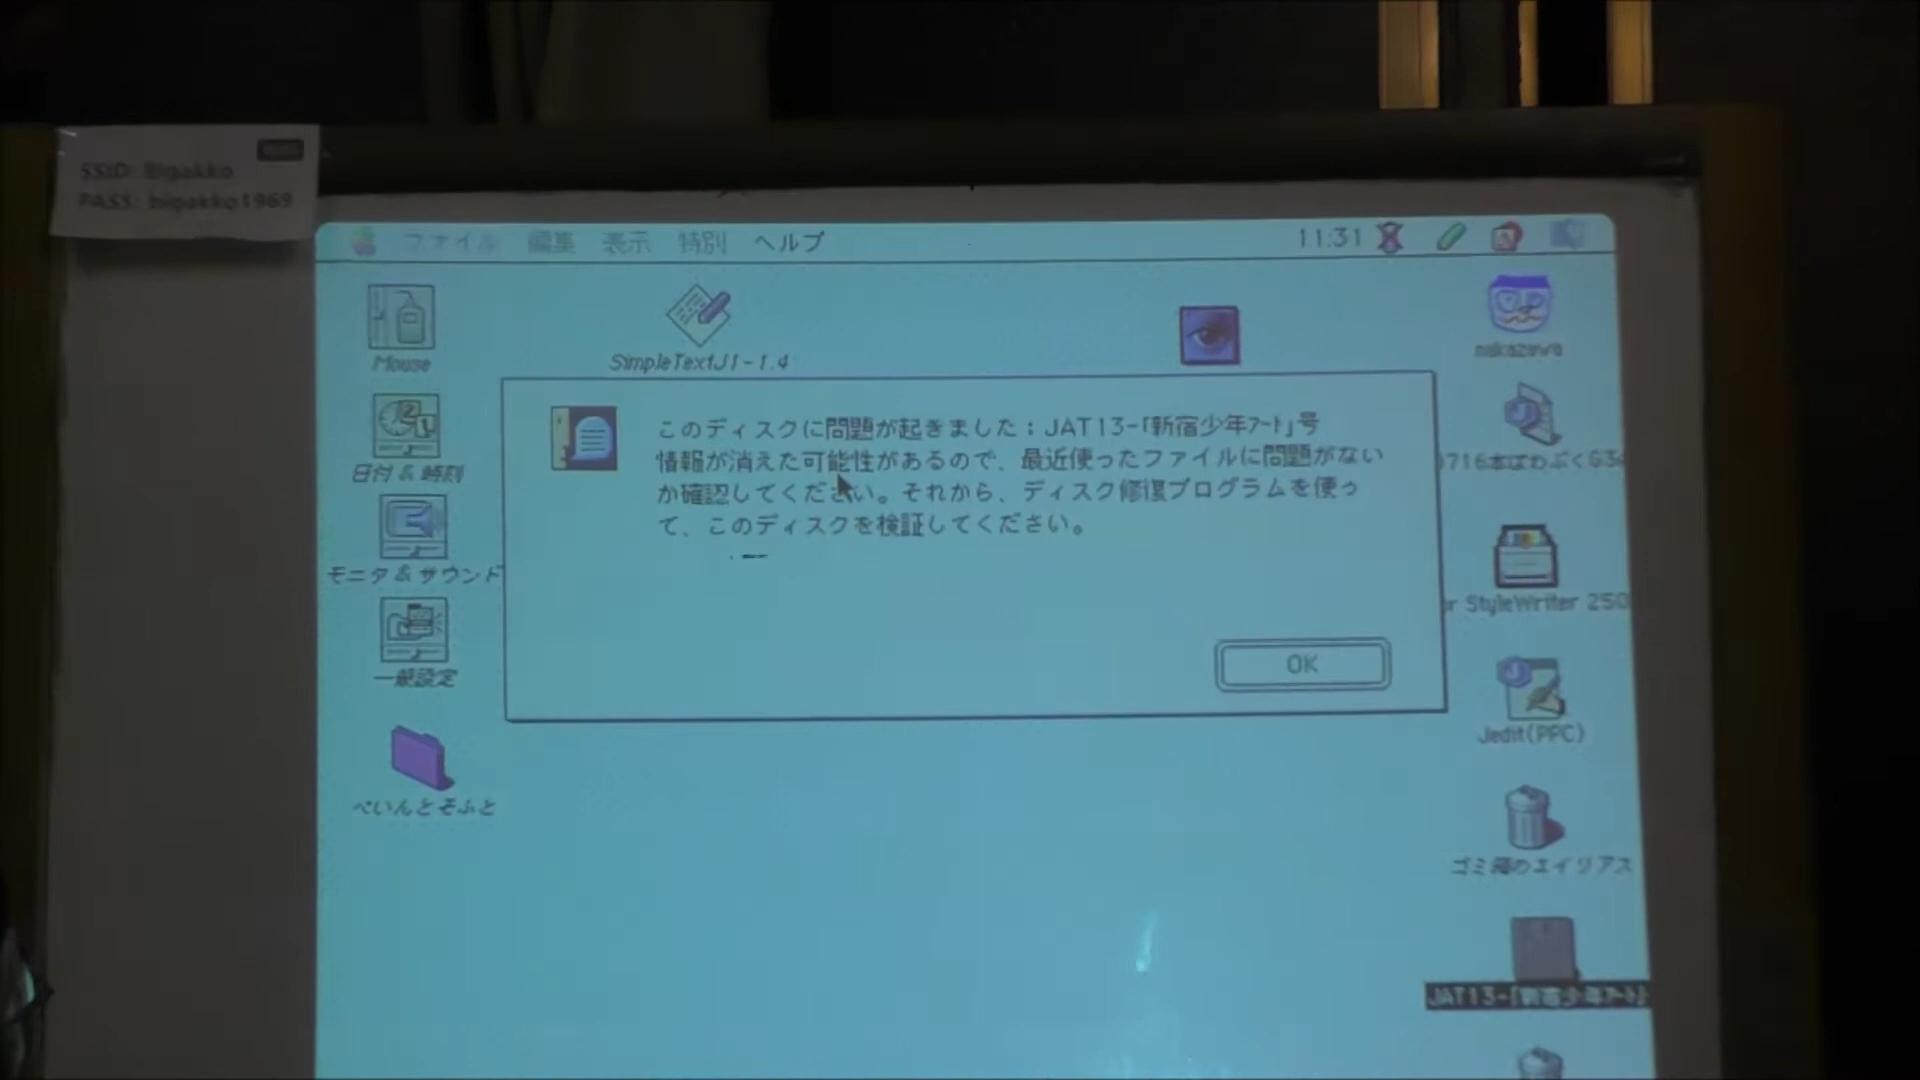 SSID: Bigakko
PASS: bigakko1969
ファイル 編集 表示 特別 ヘルプ 11:31
Mouse
SimpleTextJ1-1.4
nakazawa
日付 & 時刻
このディスクに問題が起きました：JAT13-「新宿少年ｱｰﾄ」号
情報が消えた可能性があるので、最近使ったファイルに問題がない
か確認してください。それから、ディスク修復プログラムを使っ
て、このディスクを検証してください。
モニタ & サウンド
r StyleWriter 250
OK
一般設定
Jedit(PPC)
ぺいんとそふと
ゴミ箱のエイリアス
JAT13-「新宿少年ｱｰﾄ」